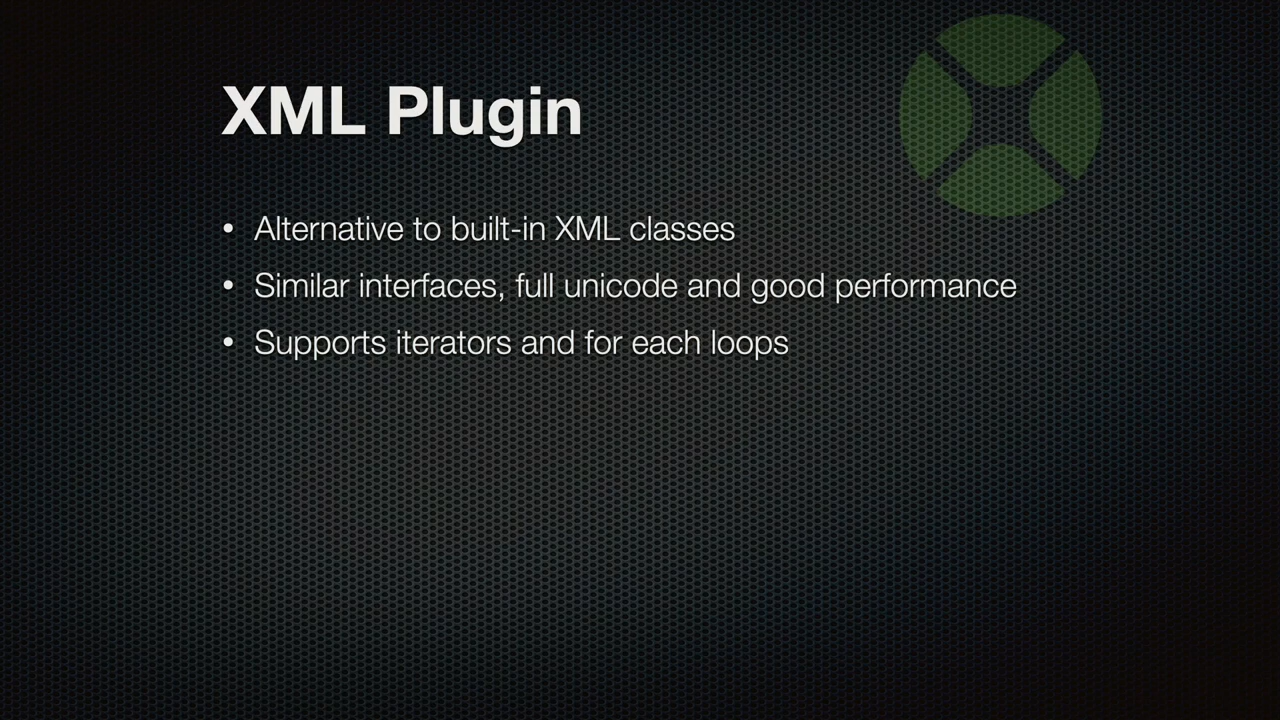 XML Plugin
• Alternative to built-in XML classes
• Similar interfaces, full unicode and good performance
• Supports iterators and for each loops